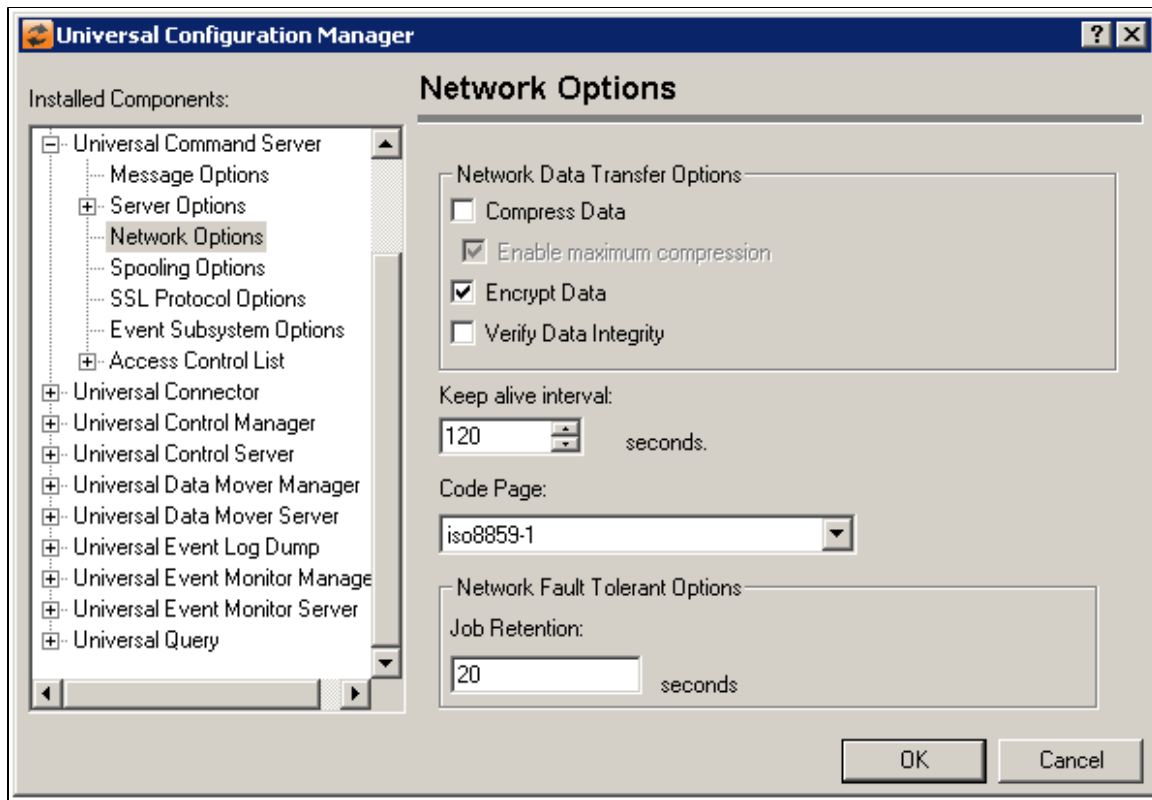 Universal Configuration Manager
Installed Components:
Universal Command Server
Message Options
Server Options
Network Options
Spooling Options
SSL Protocol Options
Event Subsystem Options
Access Control List
Universal Connector
Universal Control Manager
Universal Control Server
Universal Data Mover Manager
Universal Data Mover Server
Universal Event Log Dump
Universal Event Monitor Manage
Universal Event Monitor Server
Universal Query
Network Options
Network Data Transfer Options
Compress Data
Enable maximum compression
Encrypt Data
Verify Data Integrity
Keep alive interval:
120 seconds.
Code Page:
iso8859-1
Network Fault Tolerant Options
Job Retention:
20 seconds
OK Cancel